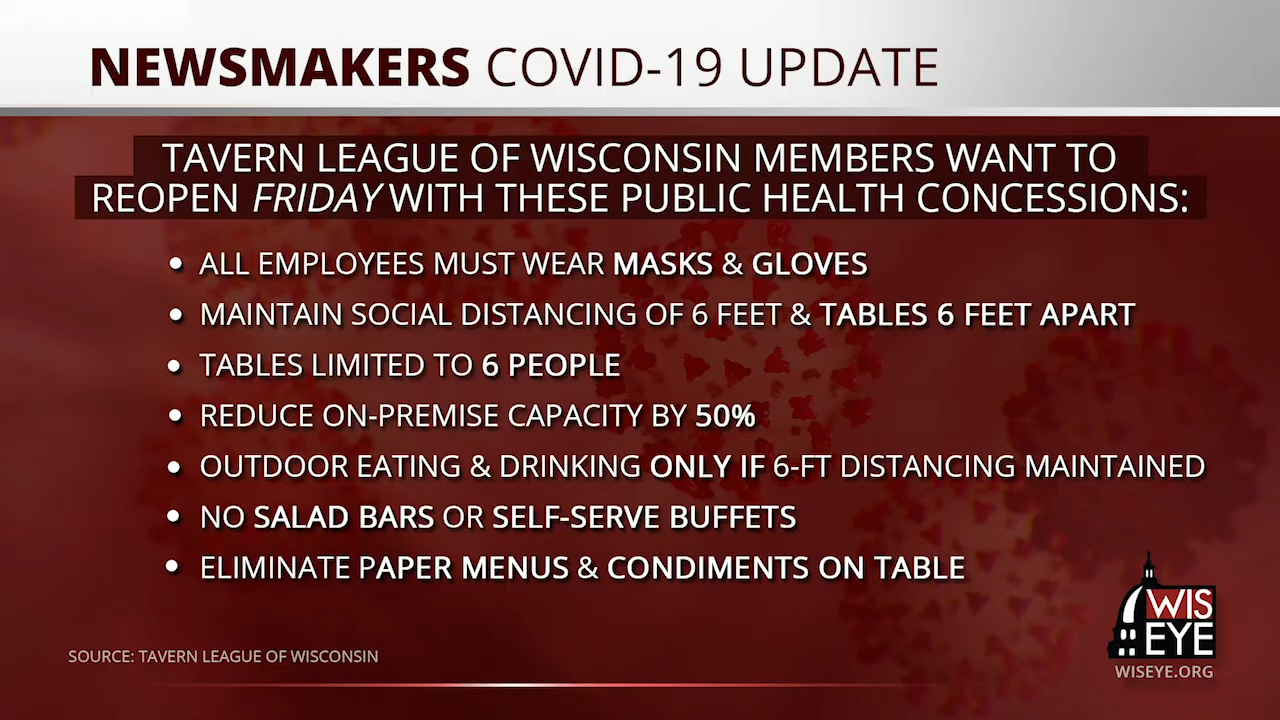 NEWSMAKERS COVID-19 UPDATE
TAVERN LEAGUE OF WISCONSIN MEMBERS WANT TO
REOPEN FRIDAY WITH THESE PUBLIC HEALTH CONCESSIONS:
• ALL EMPLOYEES MUST WEAR MASKS & GLOVES
• MAINTAIN SOCIAL DISTANCING OF 6 FEET & TABLES 6 FEET APART
• TABLES LIMITED TO 6 PEOPLE
• REDUCE ON-PREMISE CAPACITY BY 50%
• OUTDOOR EATING & DRINKING ONLY IF 6-FT DISTANCING MAINTAINED
• NO SALAD BARS OR SELF-SERVE BUFFETS
• ELIMINATE PAPER MENUS & CONDIMENTS ON TABLE
SOURCE: TAVERN LEAGUE OF WISCONSIN
WIS
EYE
WISEYE.ORG